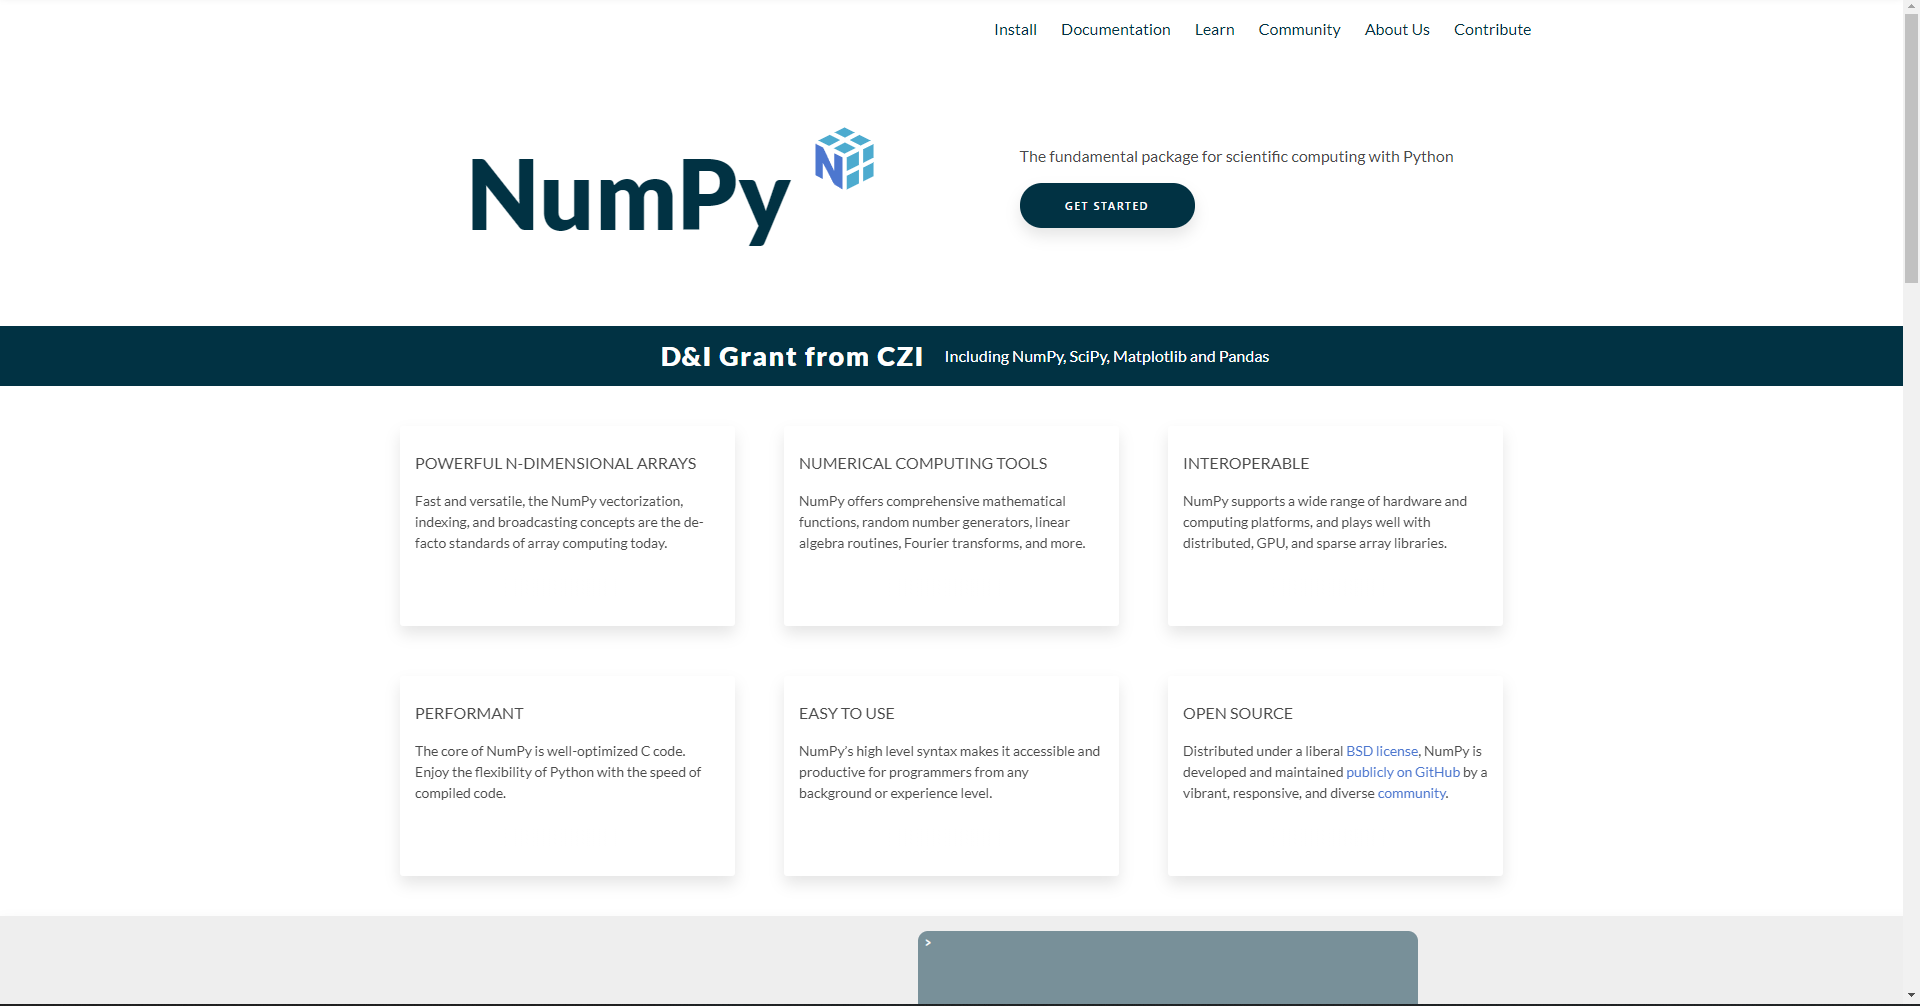 Install Documentation Learn Community About Us Contribute
NumPy
The fundamental package for scientific computing with Python
GET STARTED
D&I Grant from CZI Including NumPy, SciPy, Matplotlib and Pandas
POWERFUL N-DIMENSIONAL ARRAYS
Fast and versatile, the NumPy vectorization,
indexing, and broadcasting concepts are the de-
facto standards of array computing today.
NUMERICAL COMPUTING TOOLS
NumPy offers comprehensive mathematical
functions, random number generators, linear
algebra routines, Fourier transforms, and more.
INTEROPERABLE
NumPy supports a wide range of hardware and
computing platforms, and plays well with
distributed, GPU, and sparse array libraries.
PERFORMANT
The core of NumPy is well-optimized C code.
Enjoy the flexibility of Python with the speed of
compiled code.
EASY TO USE
NumPy's high level syntax makes it accessible and
productive for programmers from any
background or experience level.
OPEN SOURCE
Distributed under a liberal BSD license, NumPy is
developed and maintained publicly on GitHub by a
vibrant, responsive, and diverse community.
>